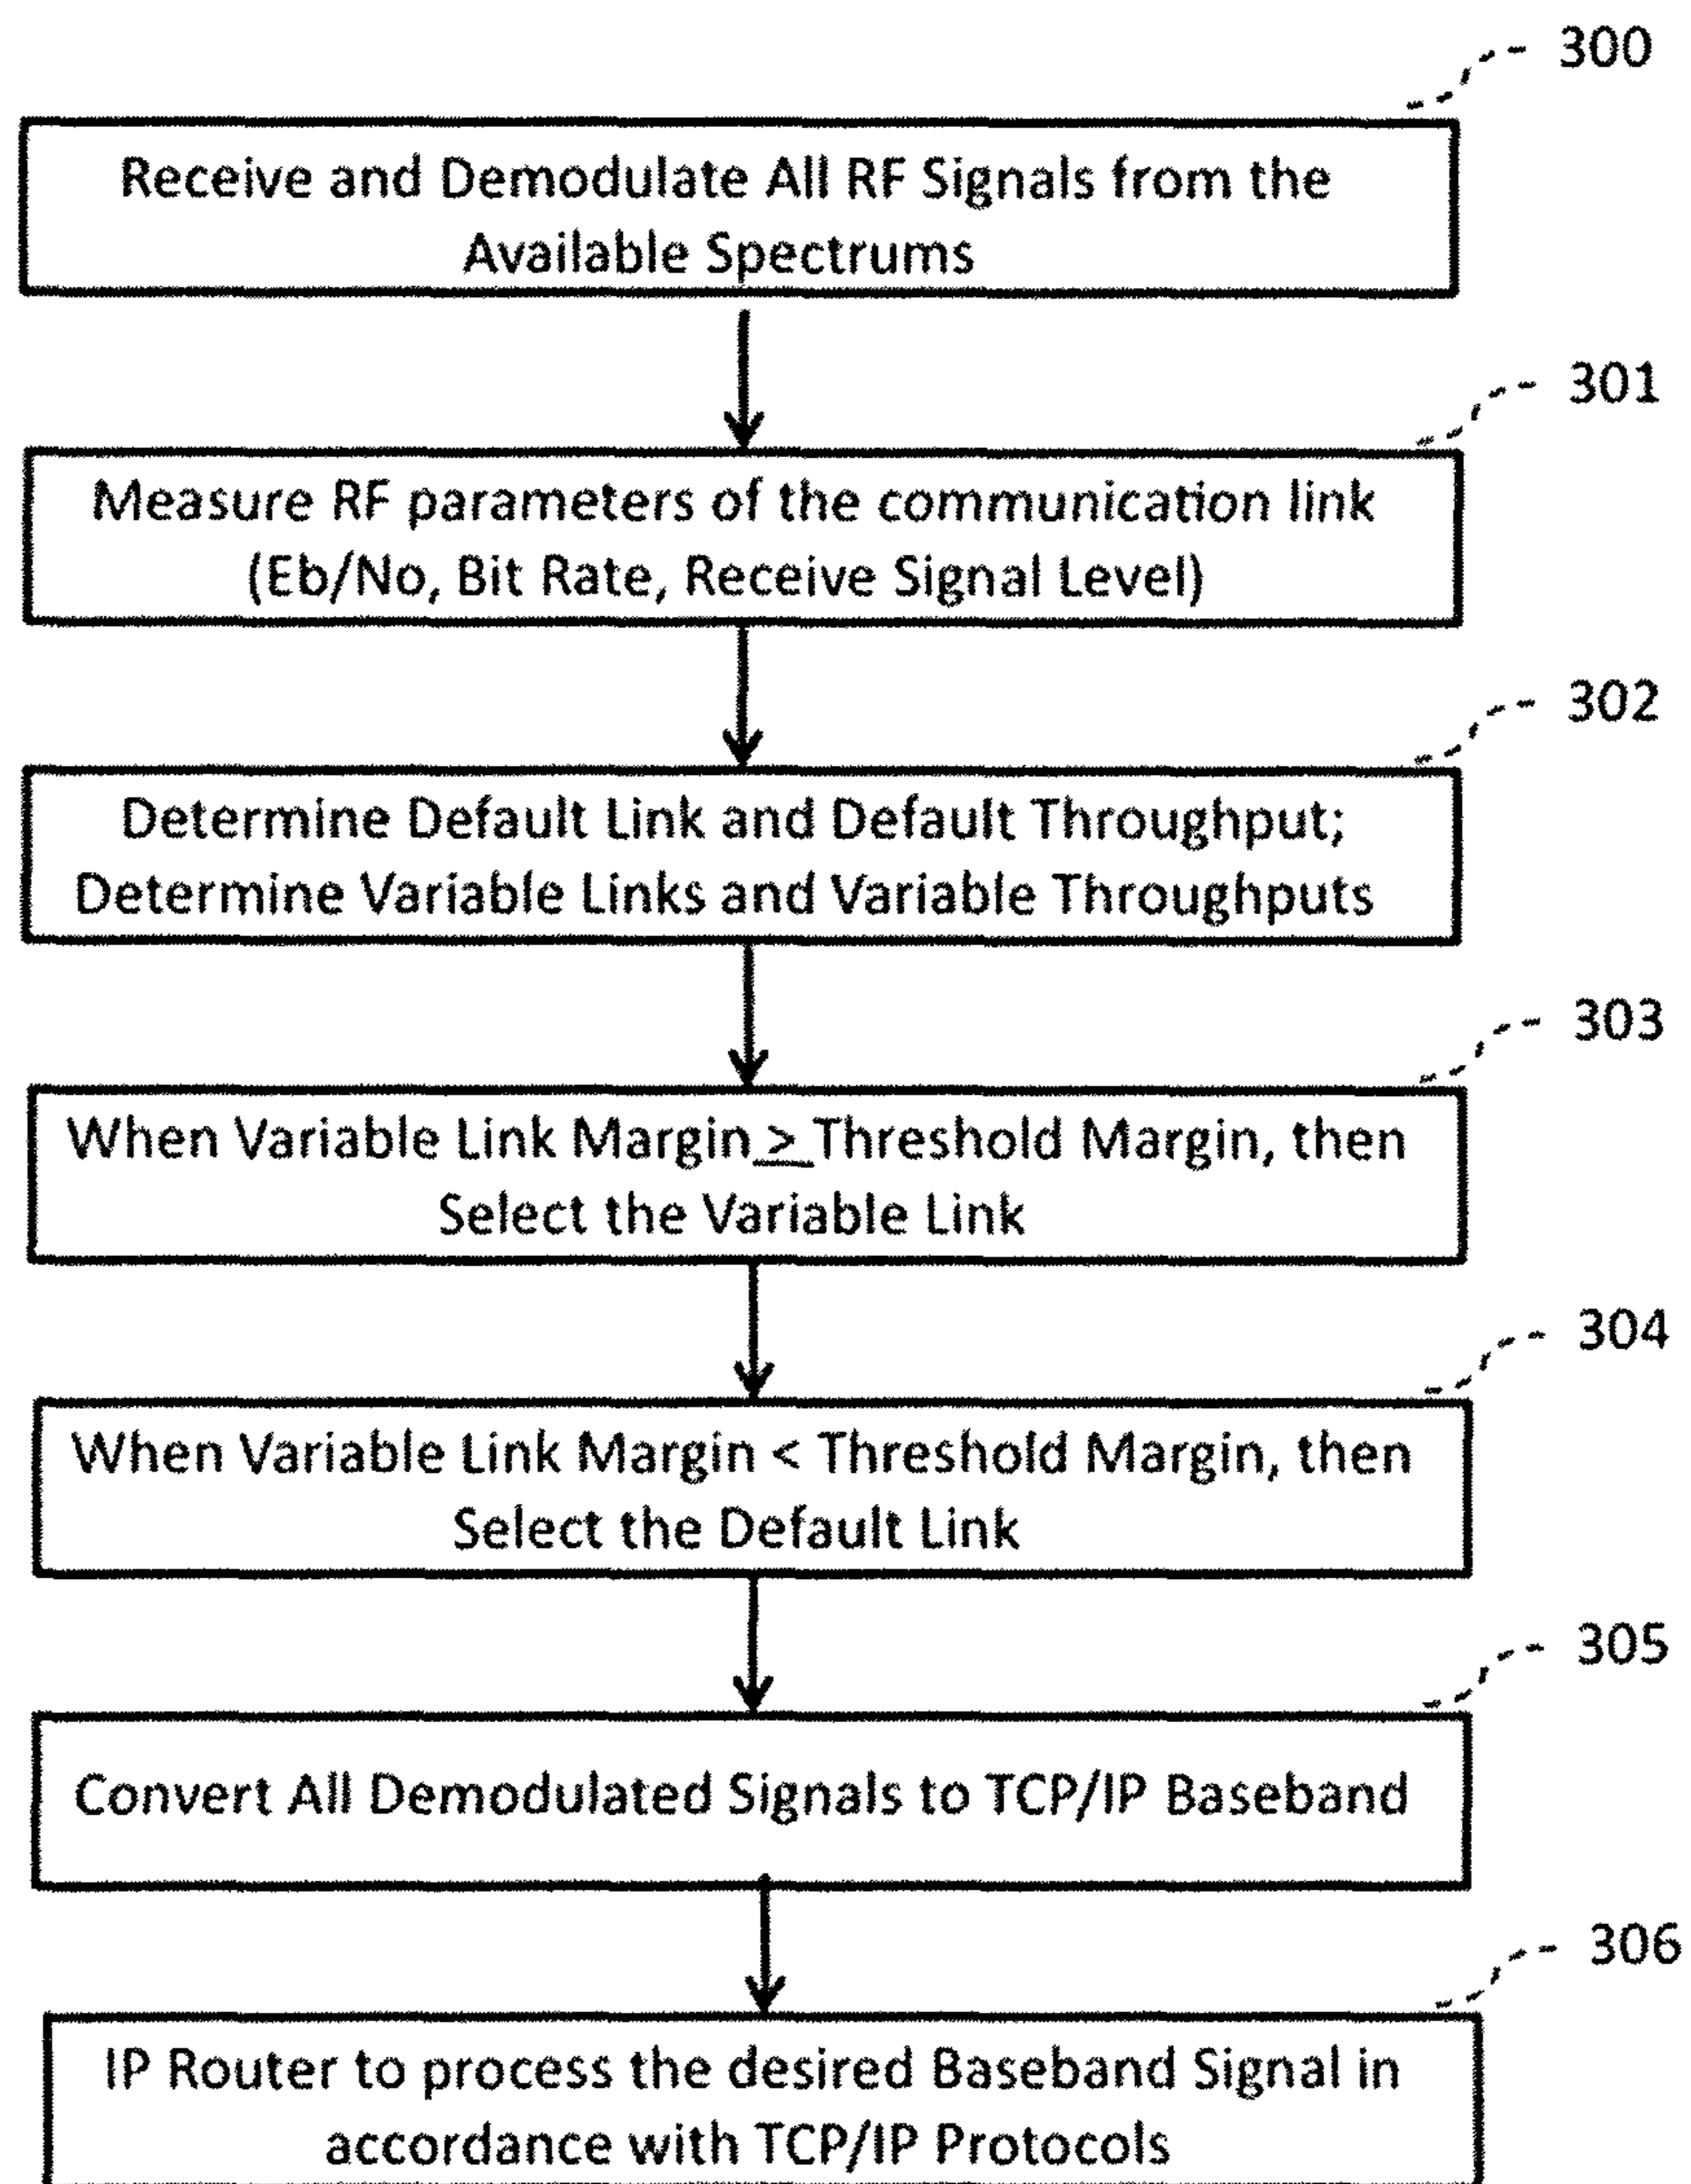 300
Receive and Demodulate All RF Signals from the
Available Spectrums
301
Measure RF parameters of the communication link
(Eb/No, Bit Rate, Receive Signal Level)
302
Determine Default Link and Default Throughput;
Determine Variable Links and Variable Throughputs
303
When Variable Link Margin ≥ Threshold Margin, then
Select the Variable Link
304
When Variable Link Margin < Threshold Margin, then
Select the Default Link
305
Convert All Demodulated Signals to TCP/IP Baseband
306
IP Router to process the desired Baseband Signal in
accordance with TCP/IP Protocols